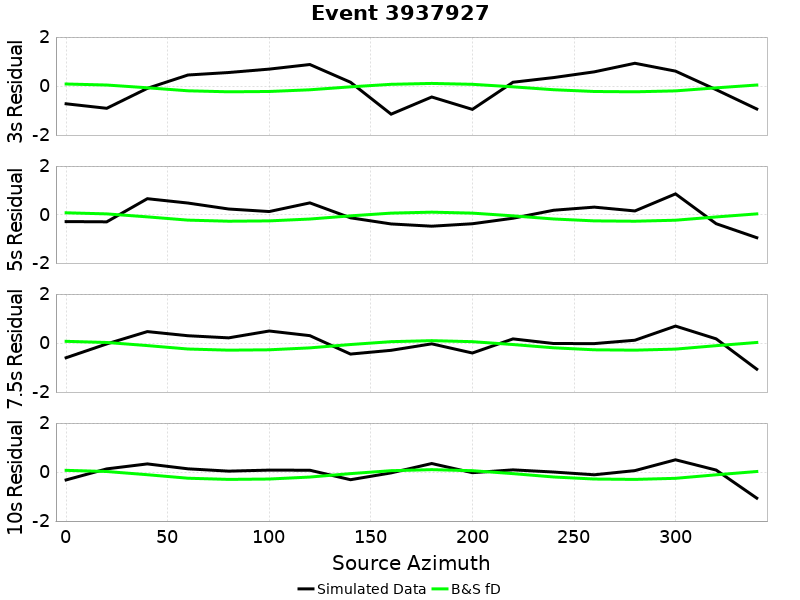 Event 3937927
3s Residual
2
0
-2
5s Residual
2
0
-2
7.5s Residual
2
0
-2
10s Residual
2
0
-2
0 50 100 150 200 250 300
Source Azimuth
Simulated Data B&S fD